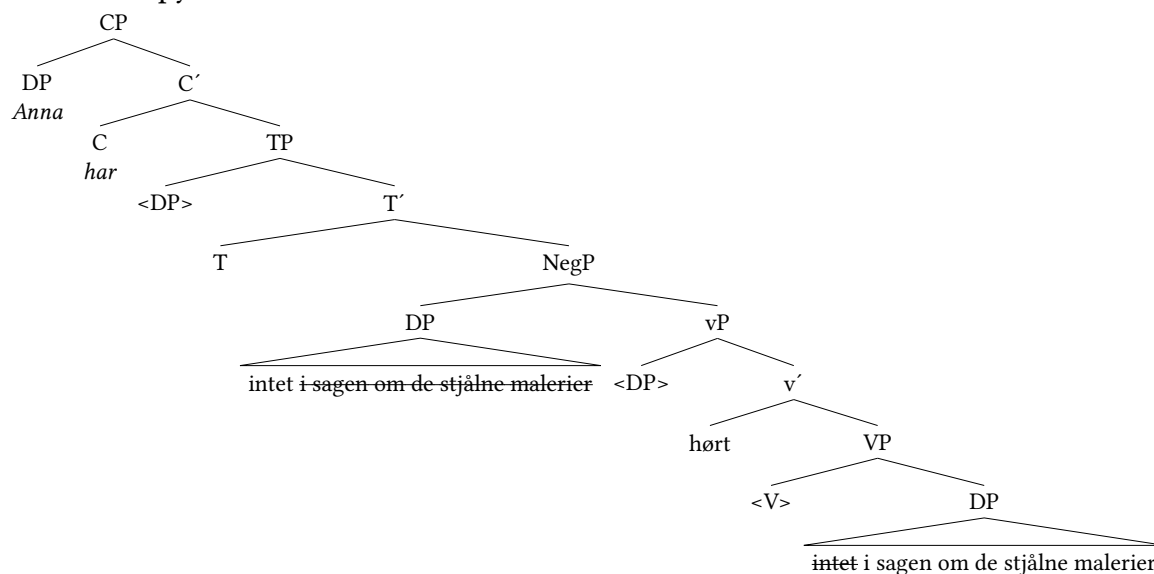 CP
DP
C´
Anna
C
TP
har
<DP>
T´
T
NegP
DP
vP
intet i sagen om de stjålne malerier
<DP>
v´
hørt
VP
<V>
DP
intet i sagen om de stjålne malerier